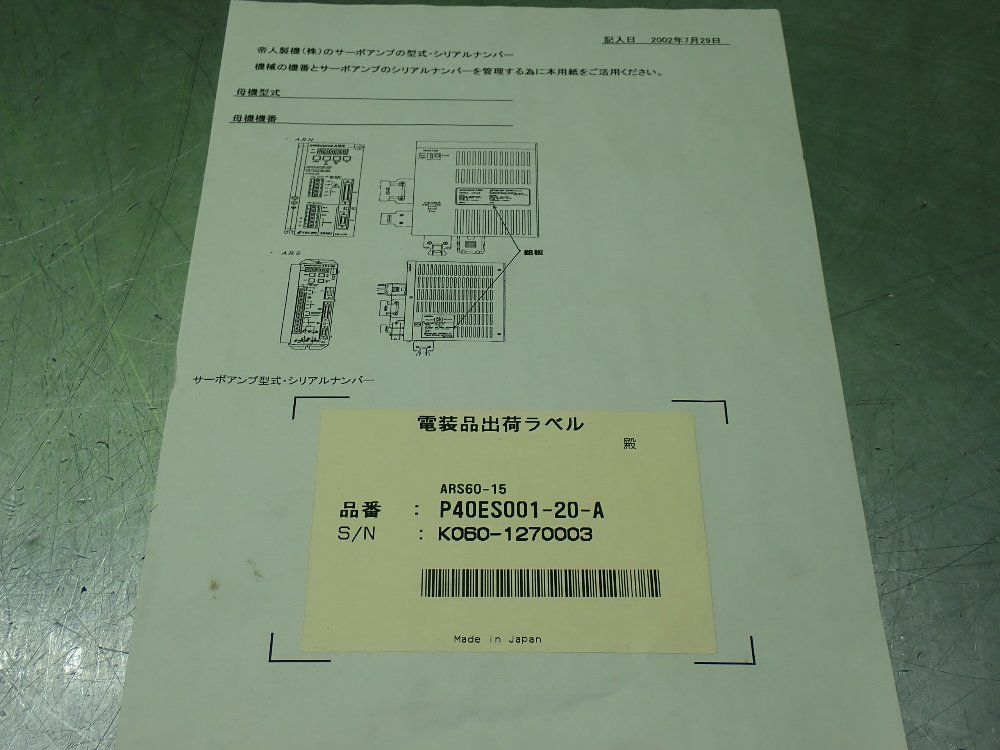 記入日 2002年7月29日
帝人製機(株)のサーボアンプの型式・シリアルナンバー
機械の機番とサーボアンプのシリアルナンバーを管理する為に本用紙をご活用ください。
母機型式
母機機番
・ ARN
・ ARS
銘板
サーボアンプ型式・シリアルナンバー
電装品出荷ラベル
殿
ARS60-15
品番 : P40ES001-20-A
S/N : K060-1270003
Made in Japan